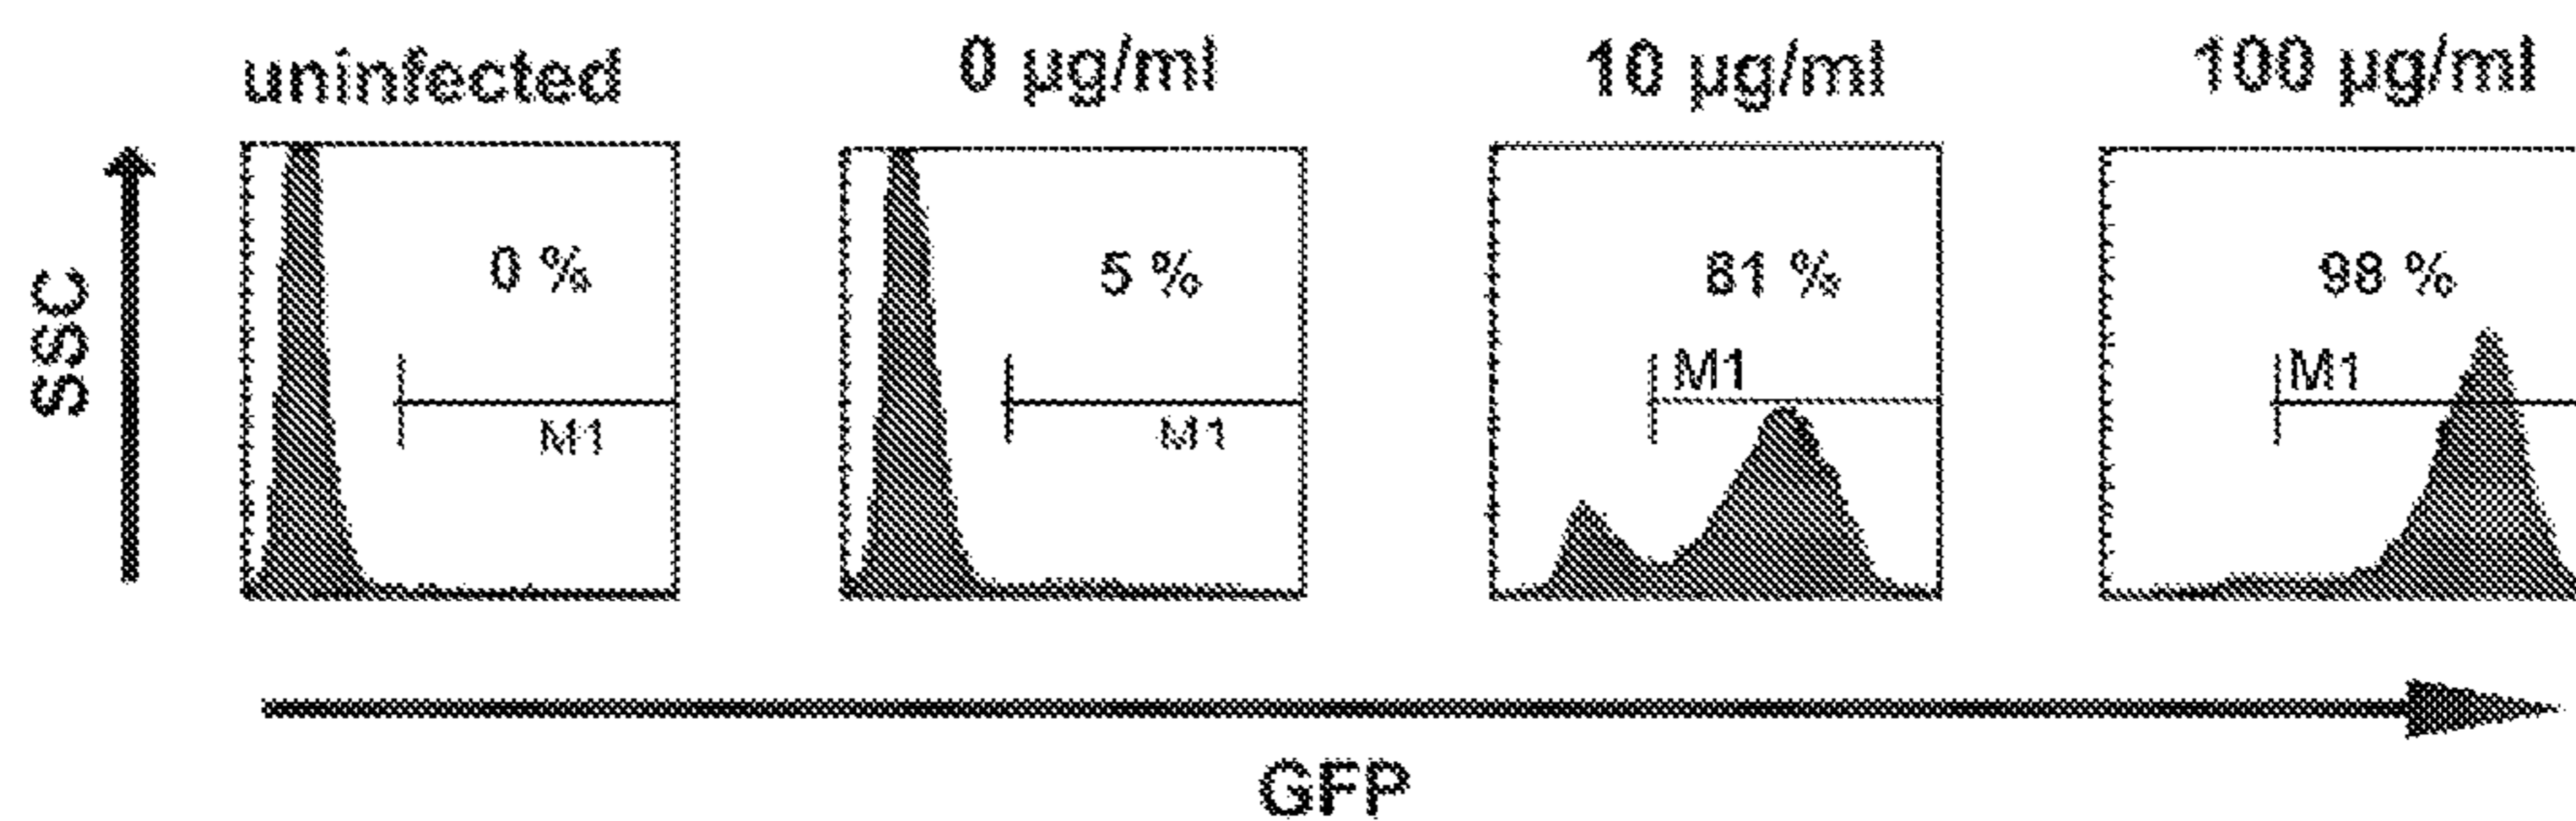 uninfected
0 µg/ml
10 µg/ml
100 µg/ml
SSC
0 %
5 %
81 %
98 %
M1
M1
M1
M1
GFP